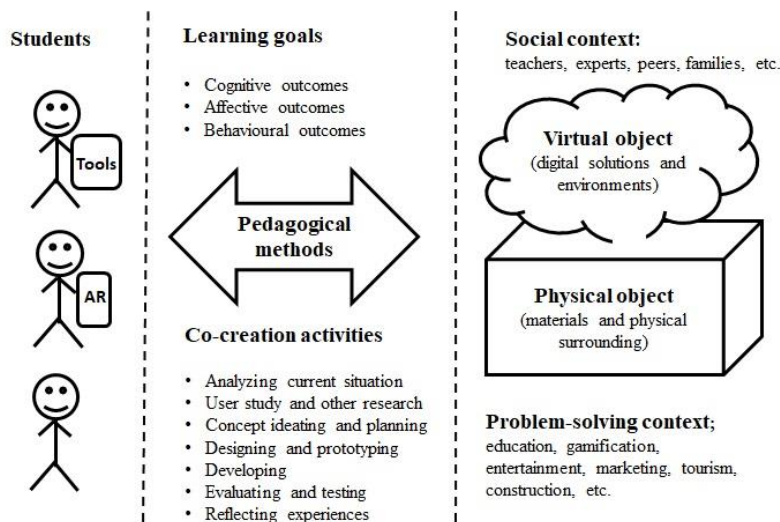 Students
Tools
AR
Learning goals
• Cognitive outcomes
• Affective outcomes
• Behavioural outcomes
Pedagogical
methods
Co-creation activities
• Analyzing current situation
• User study and other research
• Concept ideating and planning
• Designing and prototyping
• Developing
• Evaluating and testing
• Reflecting experiences
Social context:
teachers, experts, peers, families, etc.
Virtual object
(digital solutions and
environments)
Physical object
(materials and physical
surrounding)
Problem-solving context;
education, gamification,
entertainment, marketing, tourism,
construction, etc.